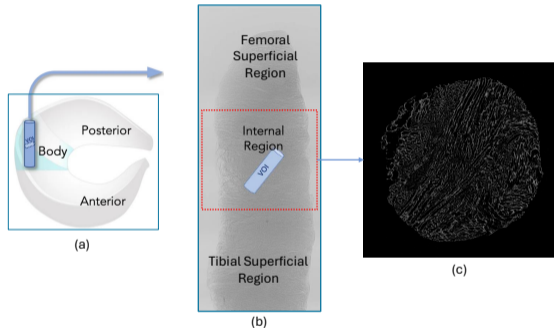 Posterior
VOI
Body
Anterior
(a)
Femoral
Superficial
Region
Internal
Region
VOI
Tibial Superficial
Region
(b)
(c)